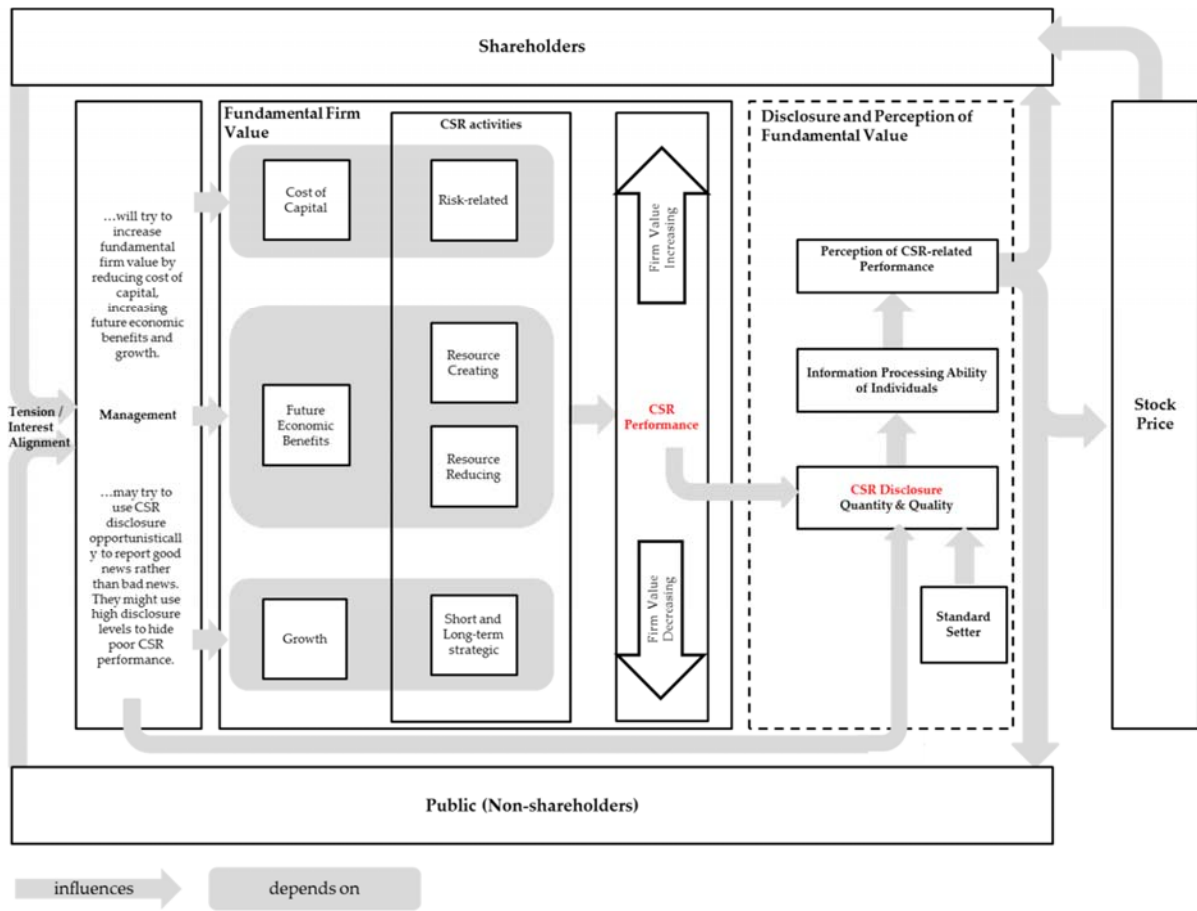 Shareholders
Tension /
Interest
Alignment
…will try to
increase
fundamental
firm value by
reducing cost of
capital,
increasing
future economic
benefits and
growth.
Management
…may try to
use CSR
disclosure
opportunisticall
y to report good
news rather
than bad news.
They might use
high disclosure
levels to hide
poor CSR
performance.
Fundamental Firm
Value
CSR activities
Cost of
Capital
Risk-related
Future
Economic
Benefits
Resource
Creating
Resource
Reducing
Growth
Short and
Long-term
strategic
Firm Value
Increasing
CSR
Performance
Firm Value
Decreasing
Disclosure and Perception of
Fundamental Value
Perception of CSR-related
Performance
Information Processing Ability
of Individuals
CSR Disclosure
Quantity & Quality
Standard
Setter
Stock
Price
Public (Non-shareholders)
influences
depends on